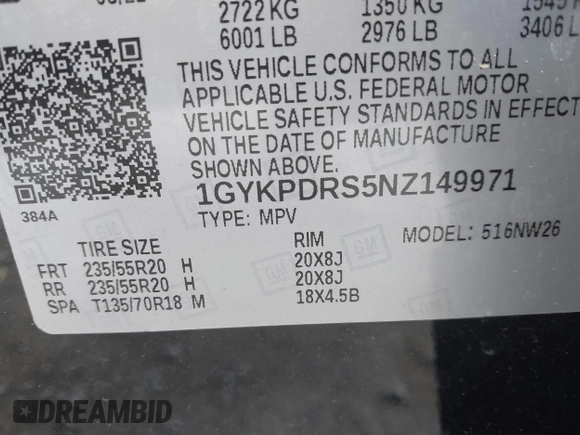 2722 KG 1350 KG
6001 LB 2976 LB 3406 L
THIS VEHICLE CONFORMS TO ALL
APPLICABLE U.S. FEDERAL MOTOR
VEHICLE SAFETY STANDARDS IN EFFECT
ON THE DATE OF MANUFACTURE
SHOWN ABOVE.
1GYKPDRS5NZ149971
384A
TYPE: MPV
MODEL: 516NW26
TIRE SIZE RIM
FRT 235/55R20 H 20X8J
RR 235/55R20 H 20X8J
SPA T135/70R18 M 18X4.5B
GM
DREAMBID